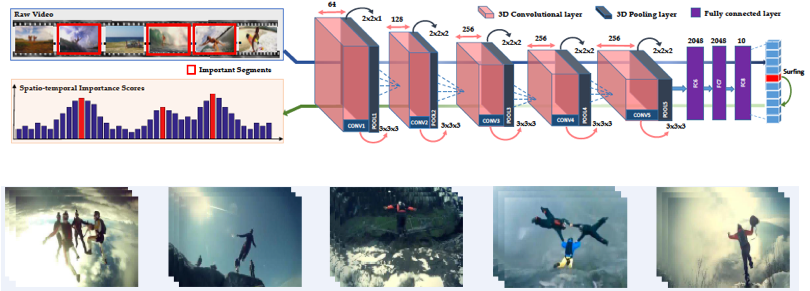 Raw Video
Important Segments
Spatio-temporal Importance Scores
3D Convolutional layer
3D Pooling layer
Fully connected layer
64
2x2x1
128
2x2x2
256
2x2x2
256
2x2x2
256
2x2x2
2048 2048 10
Surfing
CONV1
POOL1
3x3x3
CONV2
POOL2
3x3x3
CONV3
POOL3
3x3x3
CONV4
POOL4
3x3x3
CONV5
POOL5
3x3x3
FC6
FC7
FC8